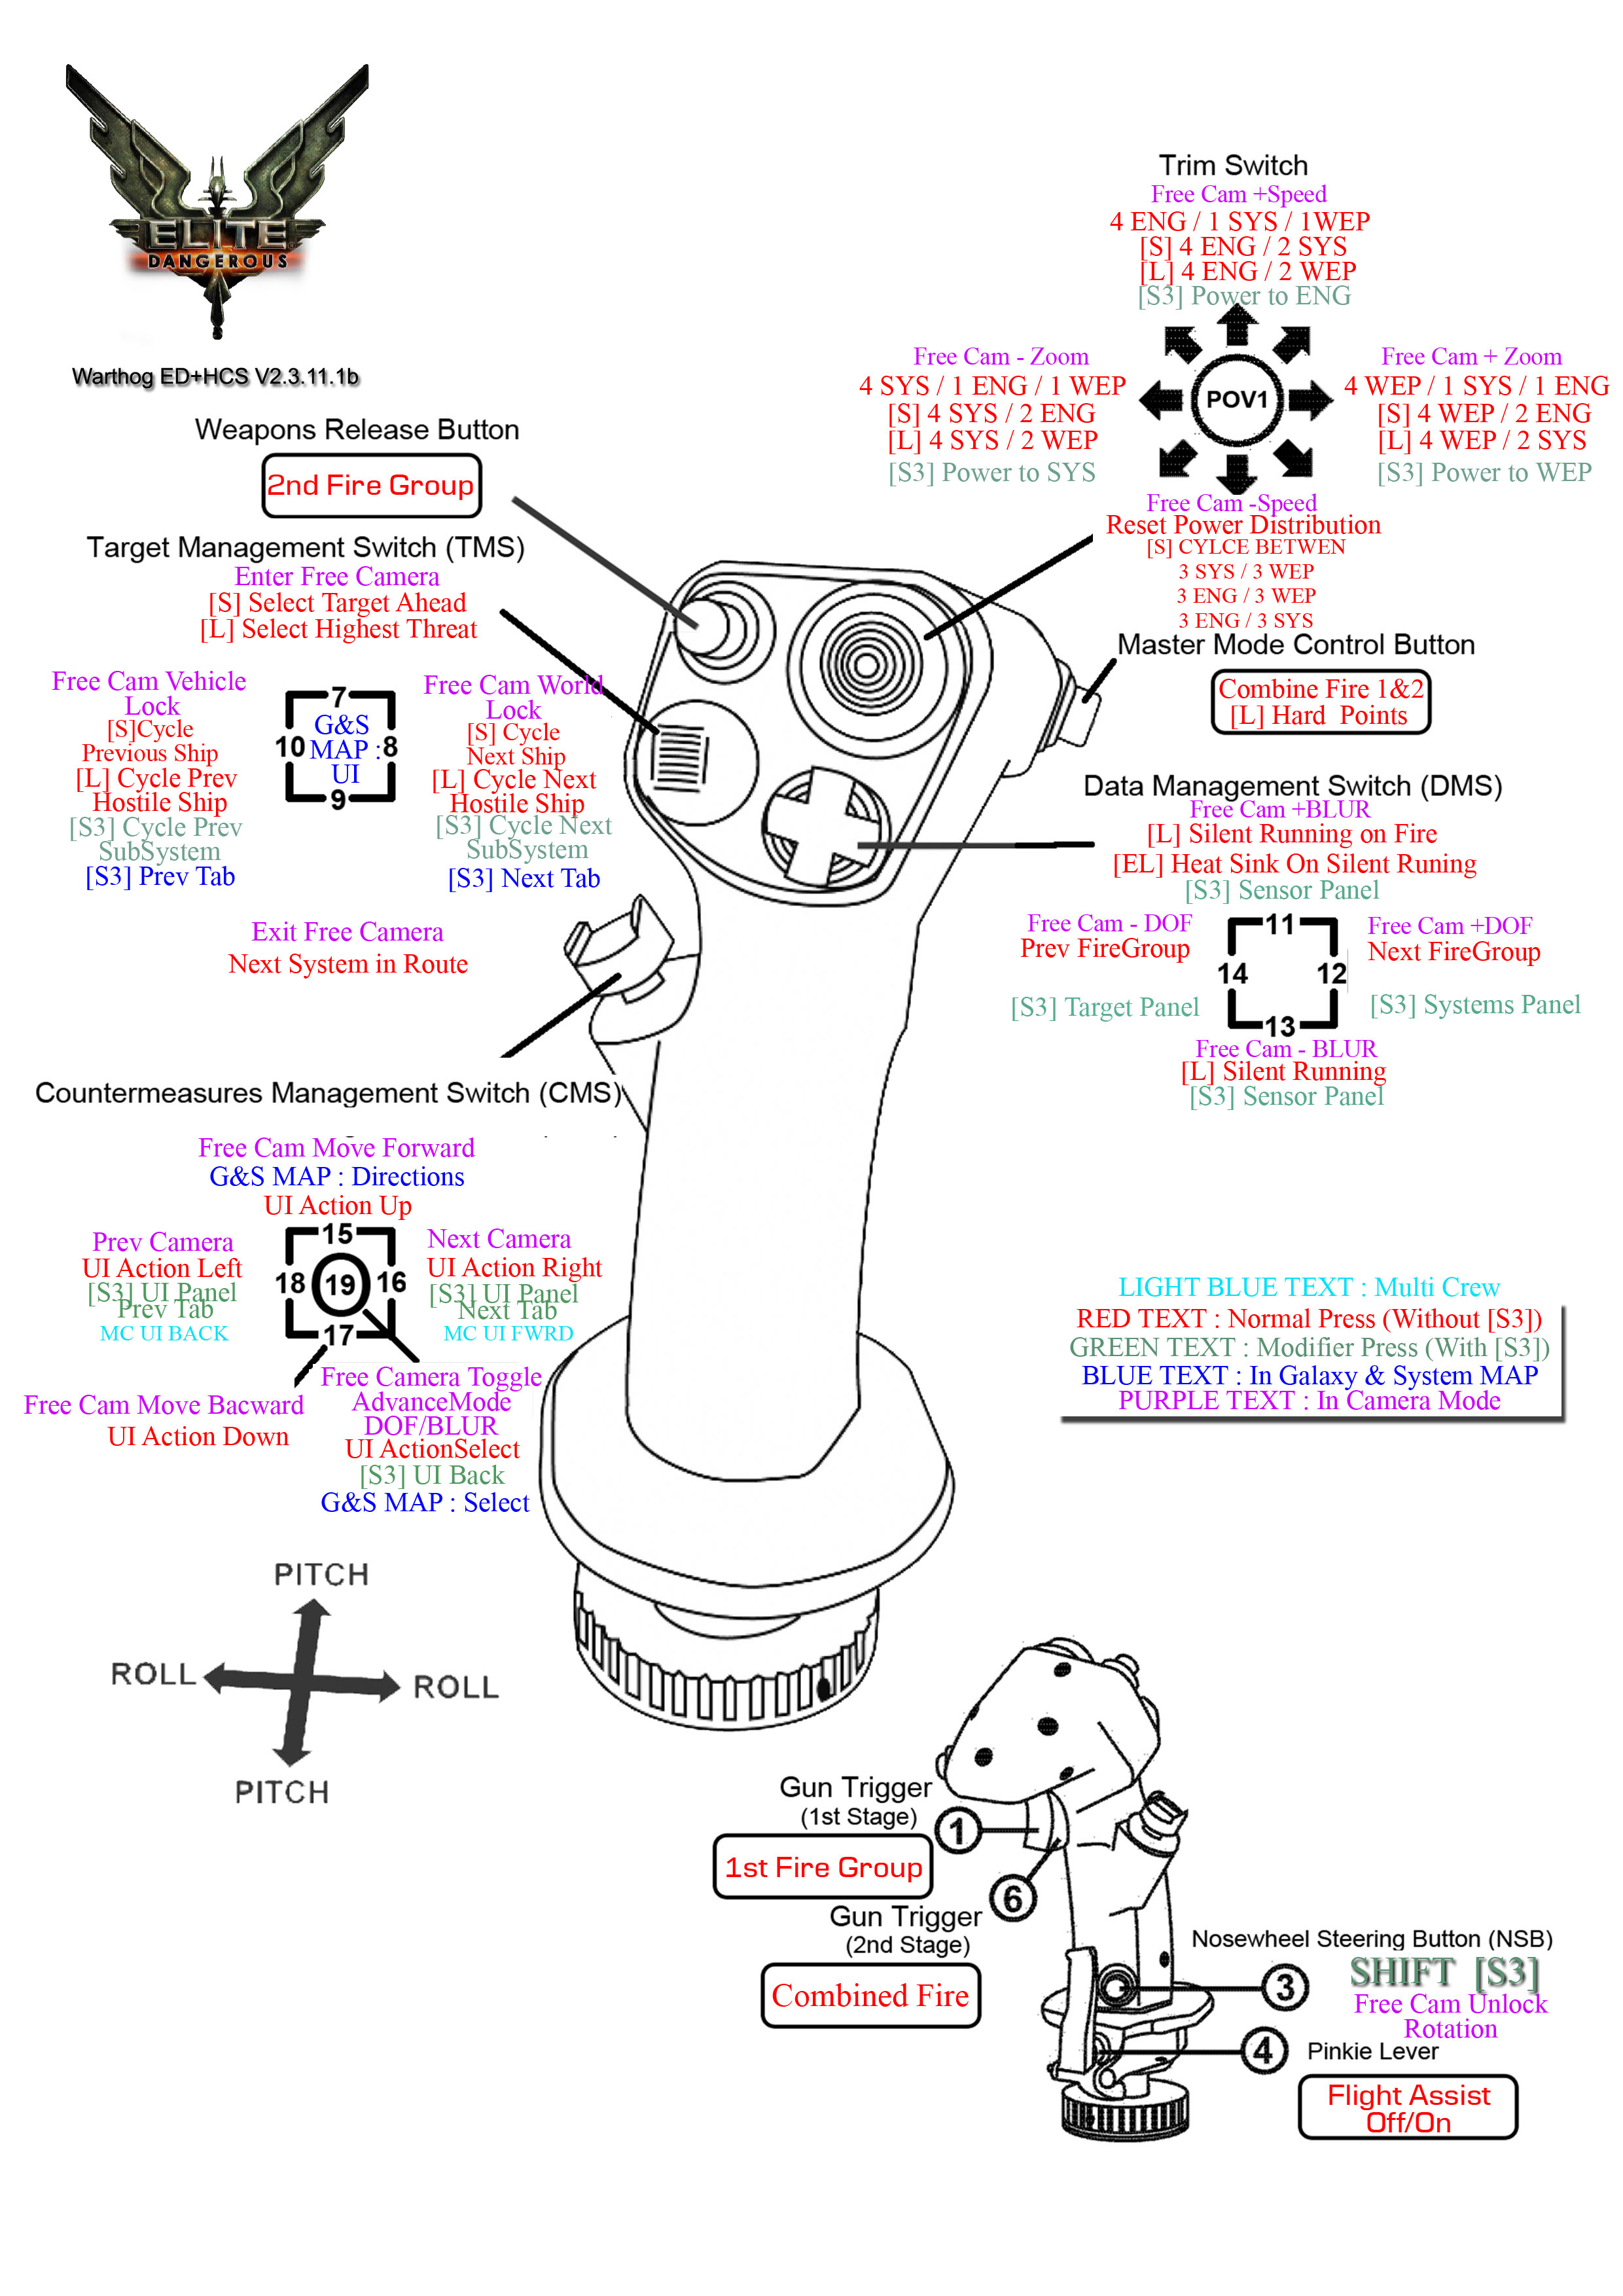 ELITE
DANGEROUS
Warthog ED+HCS V2.3.11.1b
Trim Switch
Free Cam +Speed
4 ENG / 1 SYS / 1WEP
[S] 4 ENG / 2 SYS
[L] 4 ENG / 2 WEP
[S3] Power to ENG
Free Cam - Zoom
4 SYS / 1 ENG / 1 WEP
[S] 4 SYS / 2 ENG
[L] 4 SYS / 2 WEP
[S3] Power to SYS
POV1
Free Cam + Zoom
4 WEP / 1 SYS / 1 ENG
[S] 4 WEP / 2 ENG
[L] 4 WEP / 2 SYS
[S3] Power to WEP
Free Cam -Speed
Reset Power Distribution
[S] CYLCE BETWEN
3 SYS / 3 WEP
3 ENG / 3 WEP
3 ENG / 3 SYS
Weapons Release Button
2nd Fire Group
Target Management Switch (TMS)
Enter Free Camera
[S] Select Target Ahead
[L] Select Highest Threat
Free Cam Vehicle
Lock
[S]Cycle
Previous Ship
[L] Cycle Prev
Hostile Ship
[S3] Cycle Prev
SubSystem
[S3] Prev Tab
7
G&S
10 MAP : 8
UI
9
Free Cam World
Lock
[S] Cycle
Next Ship
[L] Cycle Next
Hostile Ship
[S3] Cycle Next
SubSystem
[S3] Next Tab
Master Mode Control Button
Combine Fire 1&2
[L] Hard Points
Data Management Switch (DMS)
Free Cam +BLUR
[L] Silent Running on Fire
[EL] Heat Sink On Silent Runing
[S3] Sensor Panel
Free Cam - DOF
Prev FireGroup
[S3] Target Panel
11
14
12
13
Free Cam +DOF
Next FireGroup
[S3] Systems Panel
Free Cam - BLUR
[L] Silent Running
[S3] Sensor Panel
Exit Free Camera
Next System in Route
Countermeasures Management Switch (CMS)
Free Cam Move Forward
G&S MAP : Directions
UI Action Up
Prev Camera
UI Action Left
[S3] UI Panel
Prev Tab
MC UI BACK
15
18
19
16
17
Next Camera
UI Action Right
[S3] UI Panel
Next Tab
MC UI FWRD
Free Cam Move Bacward
UI Action Down
Free Camera Toggle
AdvanceMode
DOF/BLUR
UI ActionSelect
[S3] UI Back
G&S MAP : Select
LIGHT BLUE TEXT : Multi Crew
RED TEXT : Normal Press (Without [S3])
GREEN TEXT : Modifier Press (With [S3])
BLUE TEXT : In Galaxy & System MAP
PURPLE TEXT : In Camera Mode
PITCH
ROLL
ROLL
PITCH
Gun Trigger
(1st Stage)
1
1st Fire Group
6
Gun Trigger
(2nd Stage)
Combined Fire
Nosewheel Steering Button (NSB)
3
SHIFT [S3]
Free Cam Unlock
Rotation
4
Pinkie Lever
Flight Assist
Off/On